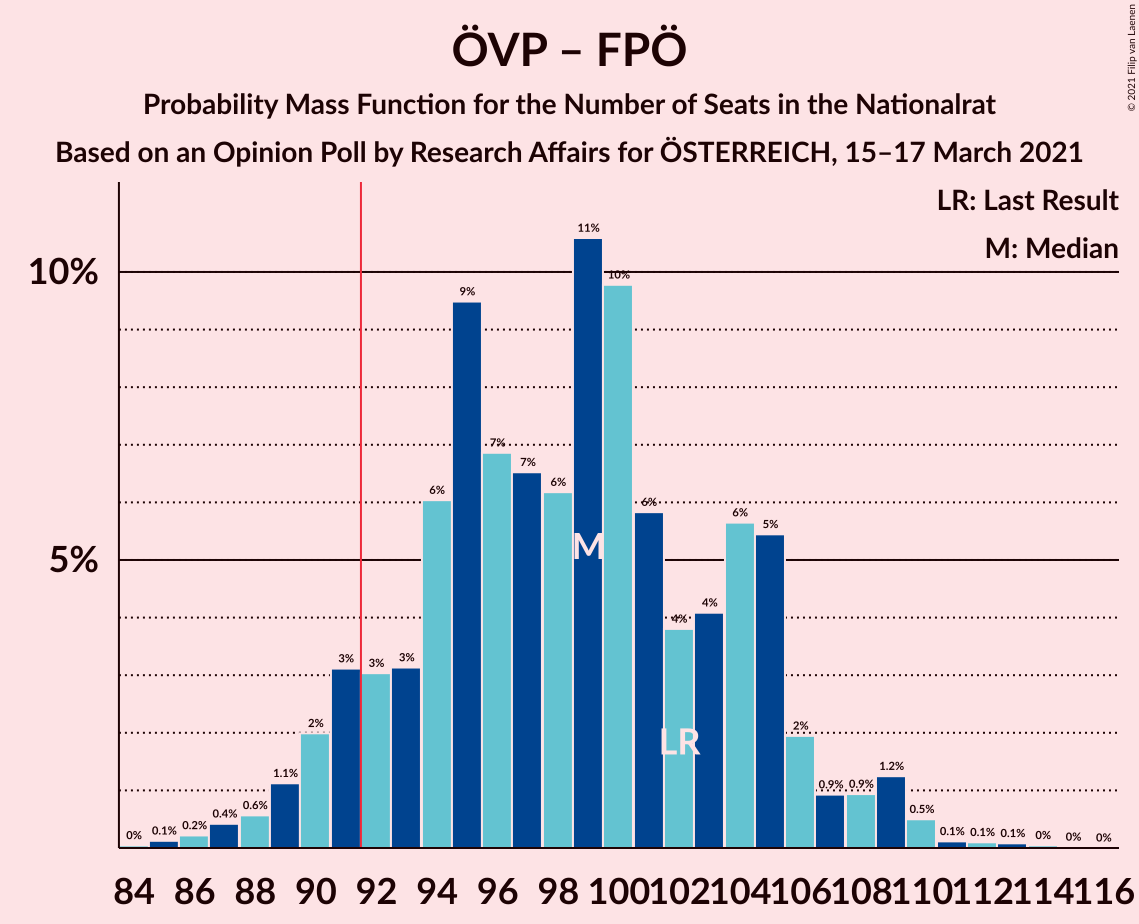 ÖVP – FPÖ
Probability Mass Function for the Number of Seats in the Nationalrat
Based on an Opinion Poll by Research Affairs for ÖSTERREICH, 15–17 March 2021
© 2021 Filip van Laenen
LR: Last Result
M: Median
10%
5%
0% 0.1% 0.2% 0.4% 0.6% 1.1% 2% 3% 3% 3% 6% 9% 7% 7% 6% 11% 10% 6% 4% 4% 6% 5% 2% 0.9% 0.9% 1.2% 0.5% 0.1% 0.1% 0.1% 0% 0% 0%
M
LR
84 86 88 90 92 94 96 98 100 102 104 106 108 110 112 114 116